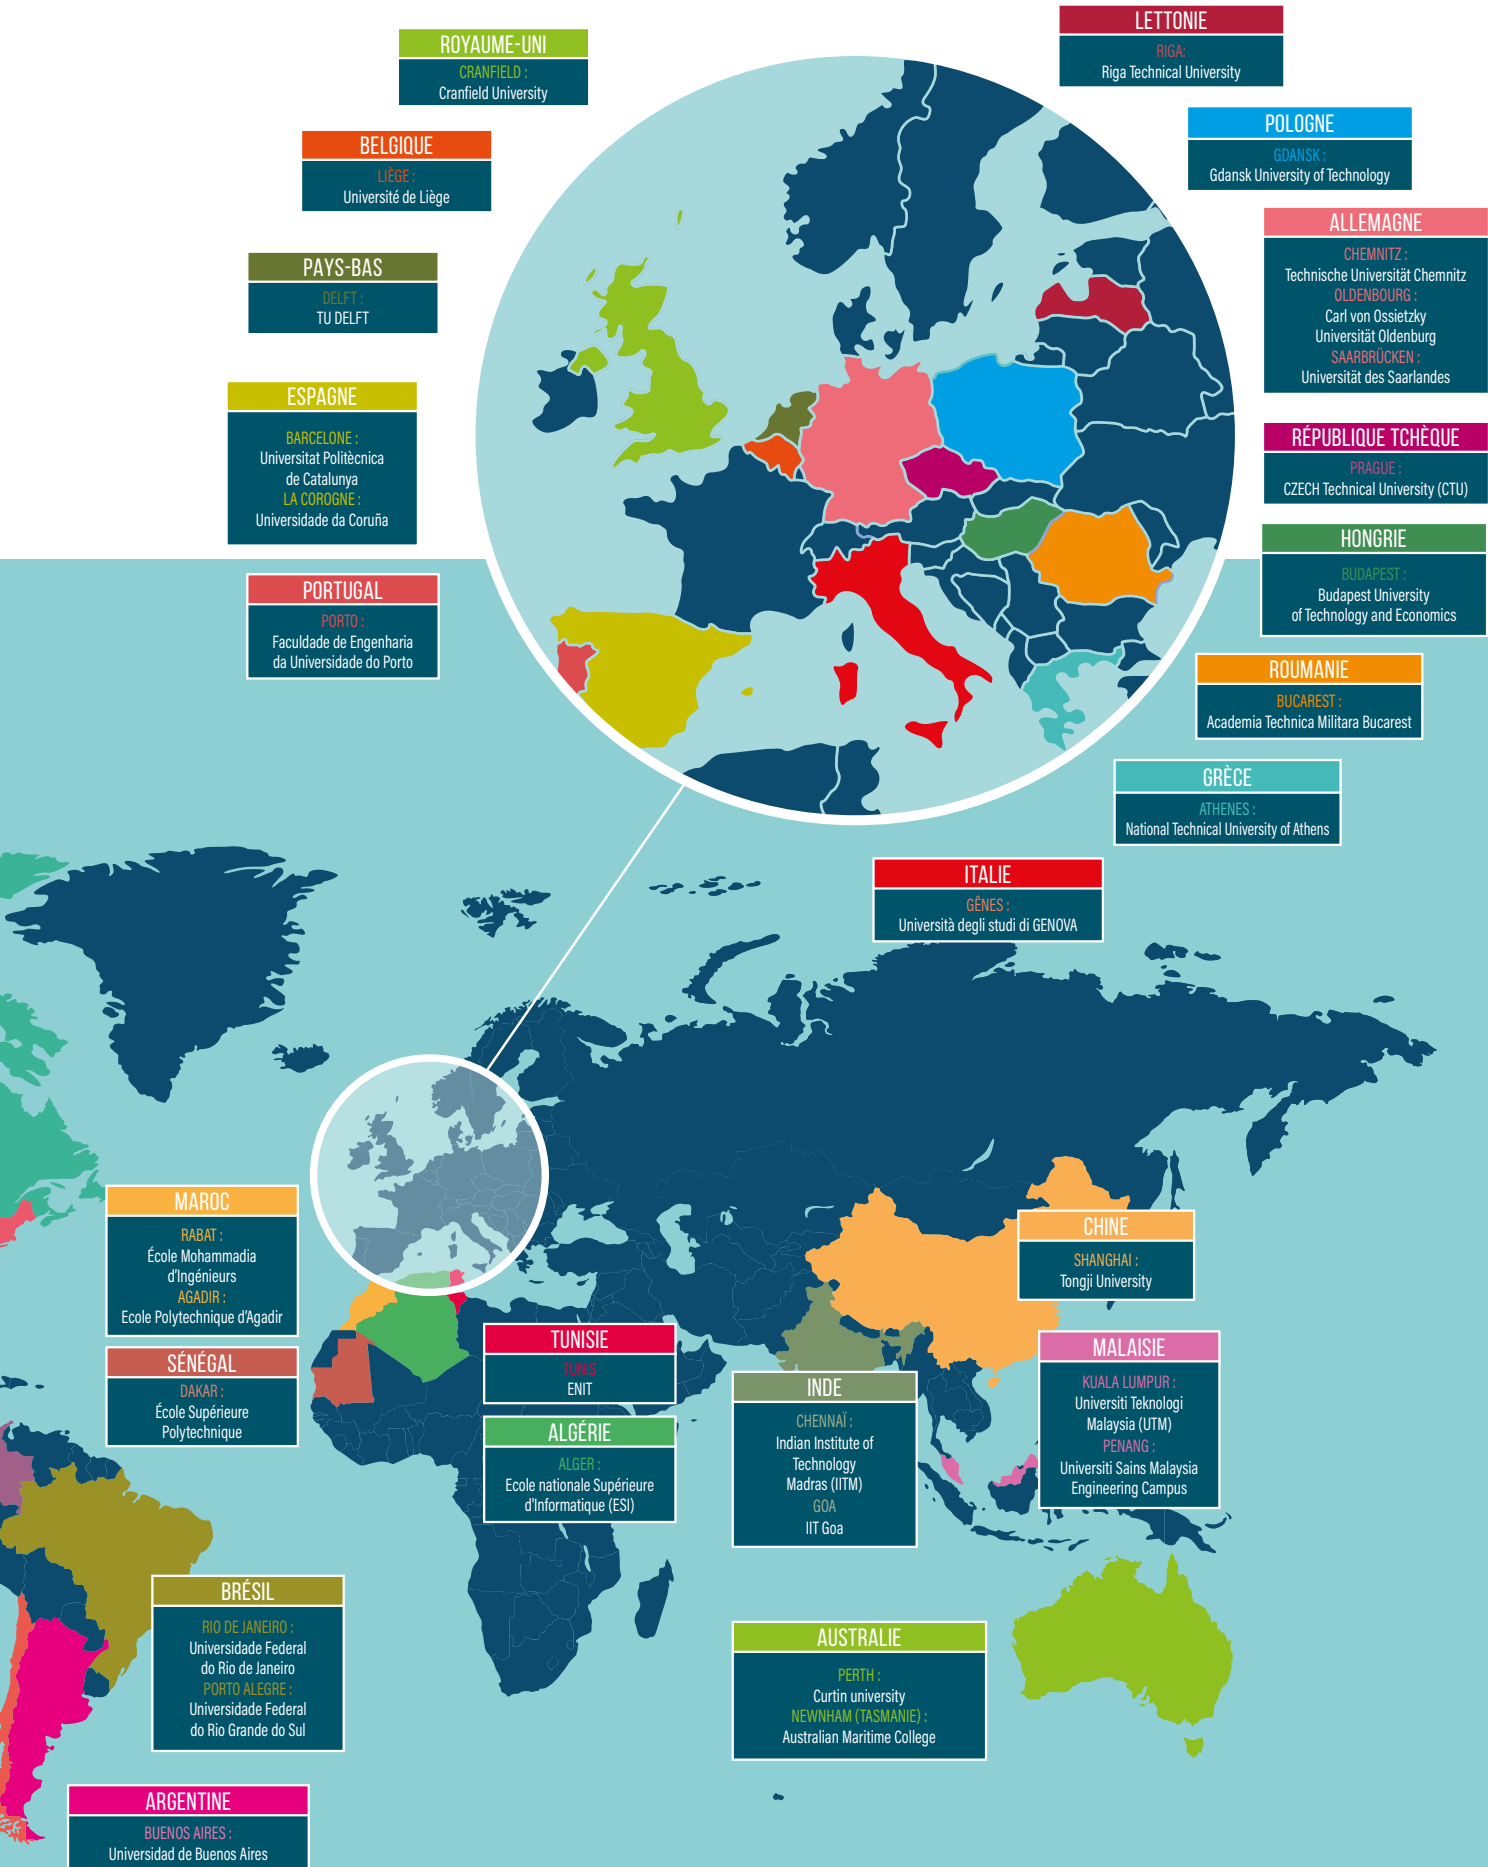 ROYAUME-UNI
CRANFIELD :
Cranfield University
BELGIQUE
LIÈGE :
Université de Liège
PAYS-BAS
DELFT :
TU DELFT
ESPAGNE
BARCELONE :
Universitat Politècnica
de Catalunya
LA COROGNE :
Universidade da Coruña
PORTUGAL
PORTO :
Faculdade de Engenharia
da Universidade do Porto
LETTONIE
RIGA:
Riga Technical University
POLOGNE
GDANSK :
Gdansk University of Technology
ALLEMAGNE
CHEMNITZ :
Technische Universität Chemnitz
OLDENBOURG :
Carl von Ossietzky
Universität Oldenburg
SAARBRÜCKEN :
Universität des Saarlandes
RÉPUBLIQUE TCHÈQUE
PRAGUE :
CZECH Technical University (CTU)
HONGRIE
BUDAPEST :
Budapest University
of Technology and Economics
ROUMANIE
BUCAREST :
Academia Technica Militara Bucarest
GRÈCE
ATHENES :
National Technical University of Athens
ITALIE
GÊNES :
Università degli studi di GENOVA
MAROC
RABAT :
École Mohammadia
d'Ingénieurs
AGADIR :
Ecole Polytechnique d'Agadir
SÉNÉGAL
DAKAR :
École Supérieure
Polytechnique
TUNISIE
TUNIS
ENIT
ALGÉRIE
ALGER :
Ecole nationale Supérieure
d'Informatique (ESI)
CHINE
SHANGHAI :
Tongji University
MALAISIE
KUALA LUMPUR :
Universiti Teknologi
Malaysia (UTM)
PENANG :
Universiti Sains Malaysia
Engineering Campus
INDE
CHENNAÏ :
Indian Institute of
Technology
Madras (IITM)
GOA
IIT Goa
BRÉSIL
RIO DE JANEIRO :
Universidade Federal
do Rio de Janeiro
PORTO ALEGRE :
Universidade Federal
do Rio Grande do Sul
AUSTRALIE
PERTH :
Curtin university
NEWNHAM (TASMANIE) :
Australian Maritime College
ARGENTINE
BUENOS AIRES :
Universidad de Buenos Aires